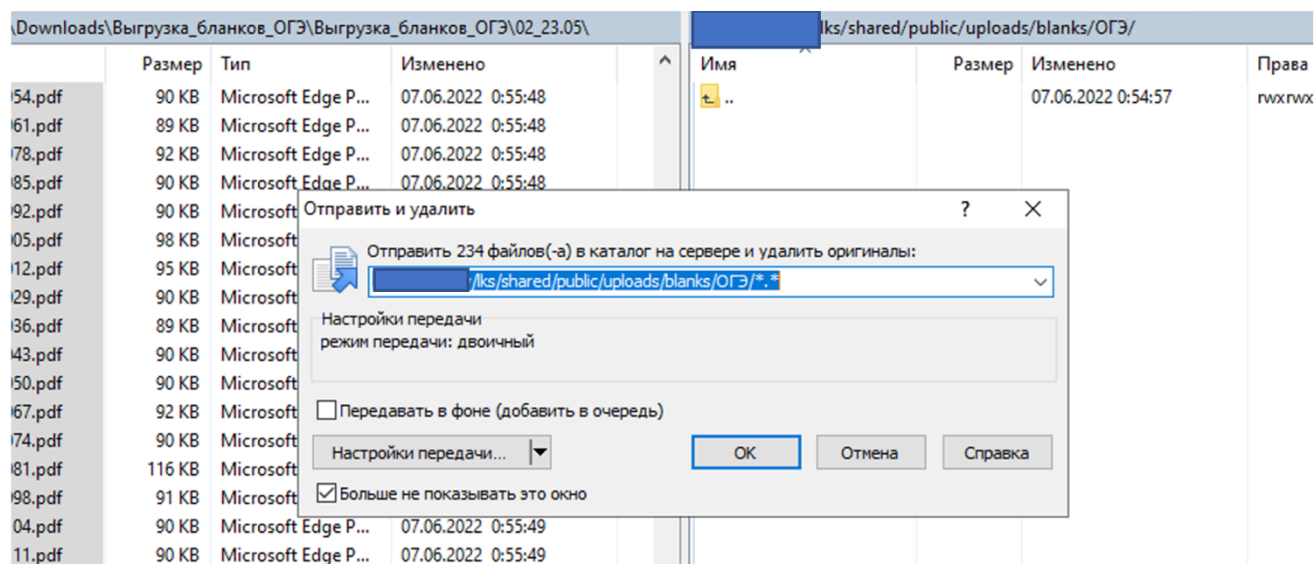 \Downloads\Выгрузка_бланков_ОГЭ\Выгрузка_бланков_ОГЭ\02_23.05\
lks/shared/public/uploads/blanks/ОГЭ/
Размер Тип Изменено
Имя Размер Изменено Права
54.pdf 90 KB Microsoft Edge P... 07.06.2022 0:55:48
.. 07.06.2022 0:54:57 rwxrwx
61.pdf 89 KB Microsoft Edge P... 07.06.2022 0:55:48
78.pdf 92 KB Microsoft Edge P... 07.06.2022 0:55:48
85.pdf 90 KB Microsoft Edge P... 07.06.2022 0:55:48
92.pdf 90 KB Microsoft
05.pdf 98 KB Microsoft
12.pdf 95 KB Microsoft
29.pdf 90 KB Microsoft
36.pdf 89 KB Microsoft
43.pdf 90 KB Microsoft
50.pdf 90 KB Microsoft
67.pdf 92 KB Microsoft
74.pdf 90 KB Microsoft
81.pdf 116 KB Microsoft
98.pdf 91 KB Microsoft
04.pdf 90 KB Microsoft Edge P... 07.06.2022 0:55:49
11.pdf 90 KB Microsoft Edge P... 07.06.2022 0:55:49
Отправить и удалить ?
Отправить 234 файлов(-а) в каталог на сервере и удалить оригиналы:
/lks/shared/public/uploads/blanks/ОГЭ/*.*
Настройки передачи
режим передачи: двоичный
Передавать в фоне (добавить в очередь)
Настройки передачи... OK Отмена Справка
Больше не показывать это окно